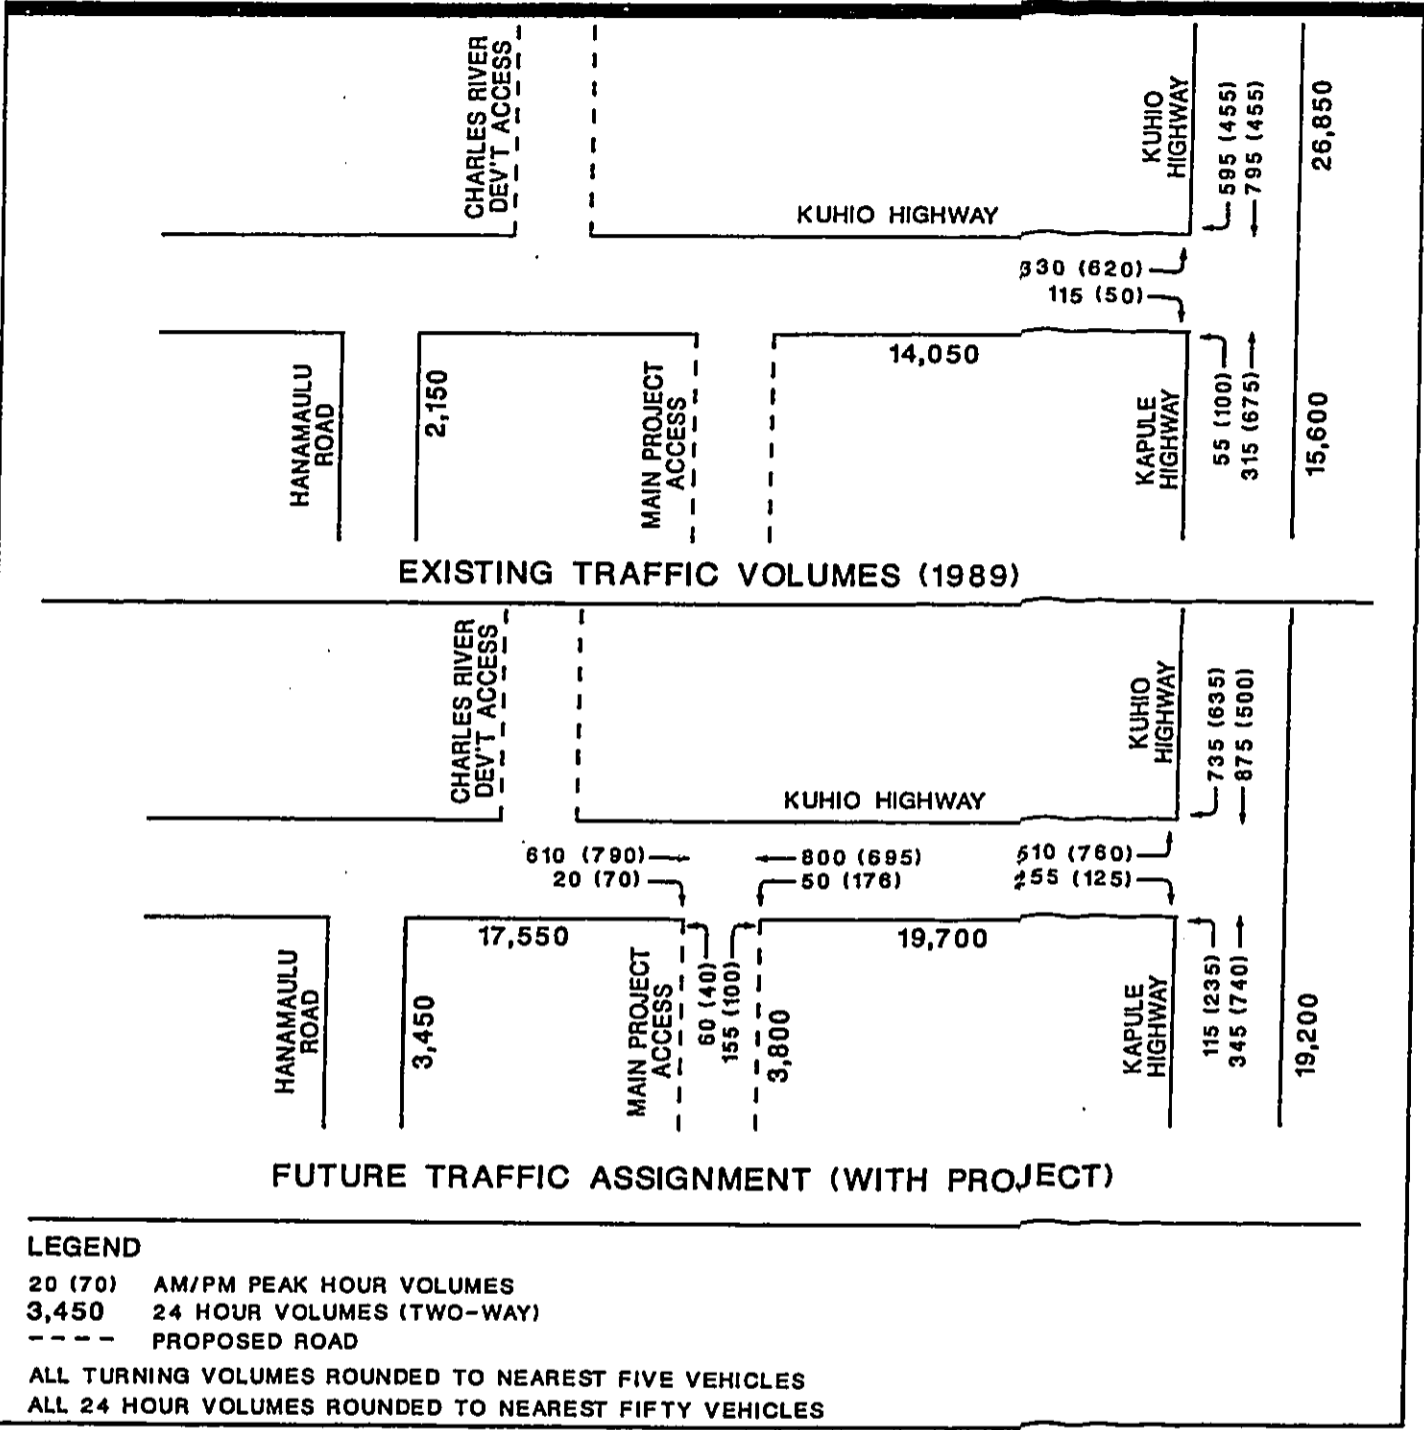 CHARLES RIVER
DEV'T ACCESS
KUHIO
HIGHWAY
595 (455)
795 (455)
26,850
KUHIO HIGHWAY
330 (620)
115 (50)
14,050
HANAMAULU
ROAD
2,150
MAIN PROJECT
ACCESS
KAPULE
HIGHWAY
55 (100)
315 (675)
15,600
EXISTING TRAFFIC VOLUMES (1989)
CHARLES RIVER
DEV'T ACCESS
KUHIO
HIGHWAY
735 (635)
875 (500)
KUHIO HIGHWAY
610 (790)
20 (70)
800 (695)
50 (176)
510 (760)
(125)
17,550
19,700
HANAMAULU
ROAD
3,450
MAIN PROJECT
ACCESS
60 (40)
155 (100)
3,800
KAPULE
HIGHWAY
115 (235)
345 (740)
19,200
FUTURE TRAFFIC ASSIGNMENT (WITH PROJECT)
LEGEND
20 (70) AM/PM PEAK HOUR VOLUMES
3,450 24 HOUR VOLUMES (TWO-WAY)
---- PROPOSED ROAD
ALL TURNING VOLUMES ROUNDED TO NEAREST FIVE VEHICLES
ALL 24 HOUR VOLUMES ROUNDED TO NEAREST FIFTY VEHICLES